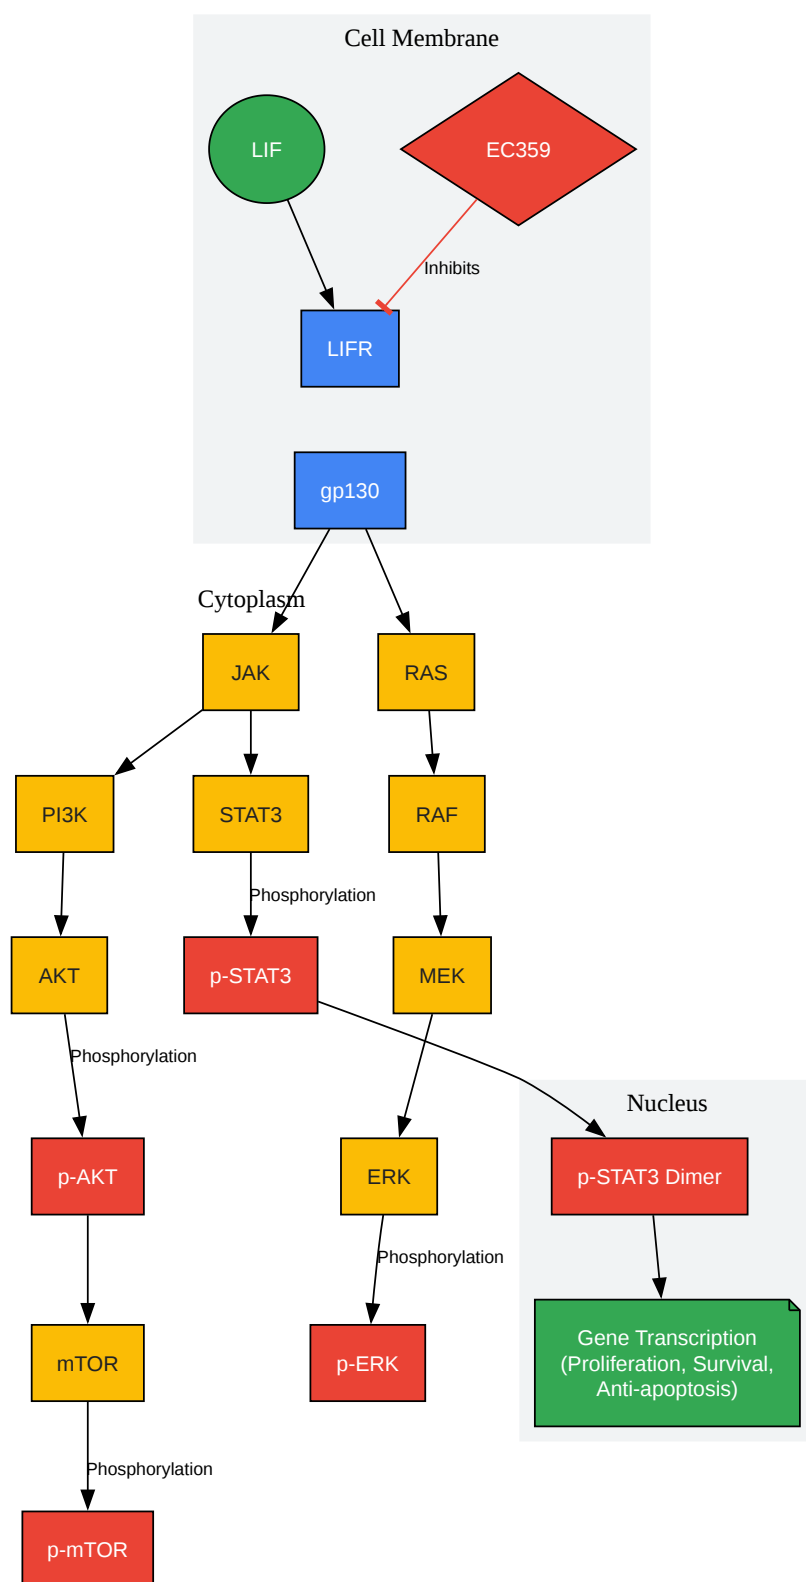 Cell Membrane
LIF
EC359
Inhibits
LIFR
gp130
Cytoplasm
JAK
RAS
PI3K
STAT3
RAF
Phosphorylation
AKT
p-STAT3
MEK
Phosphorylation
Nucleus
p-AKT
ERK
p-STAT3 Dimer
Phosphorylation
Gene Transcription
(Proliferation, Survival,
Anti-apoptosis)
mTOR
p-ERK
Phosphorylation
p-mTOR